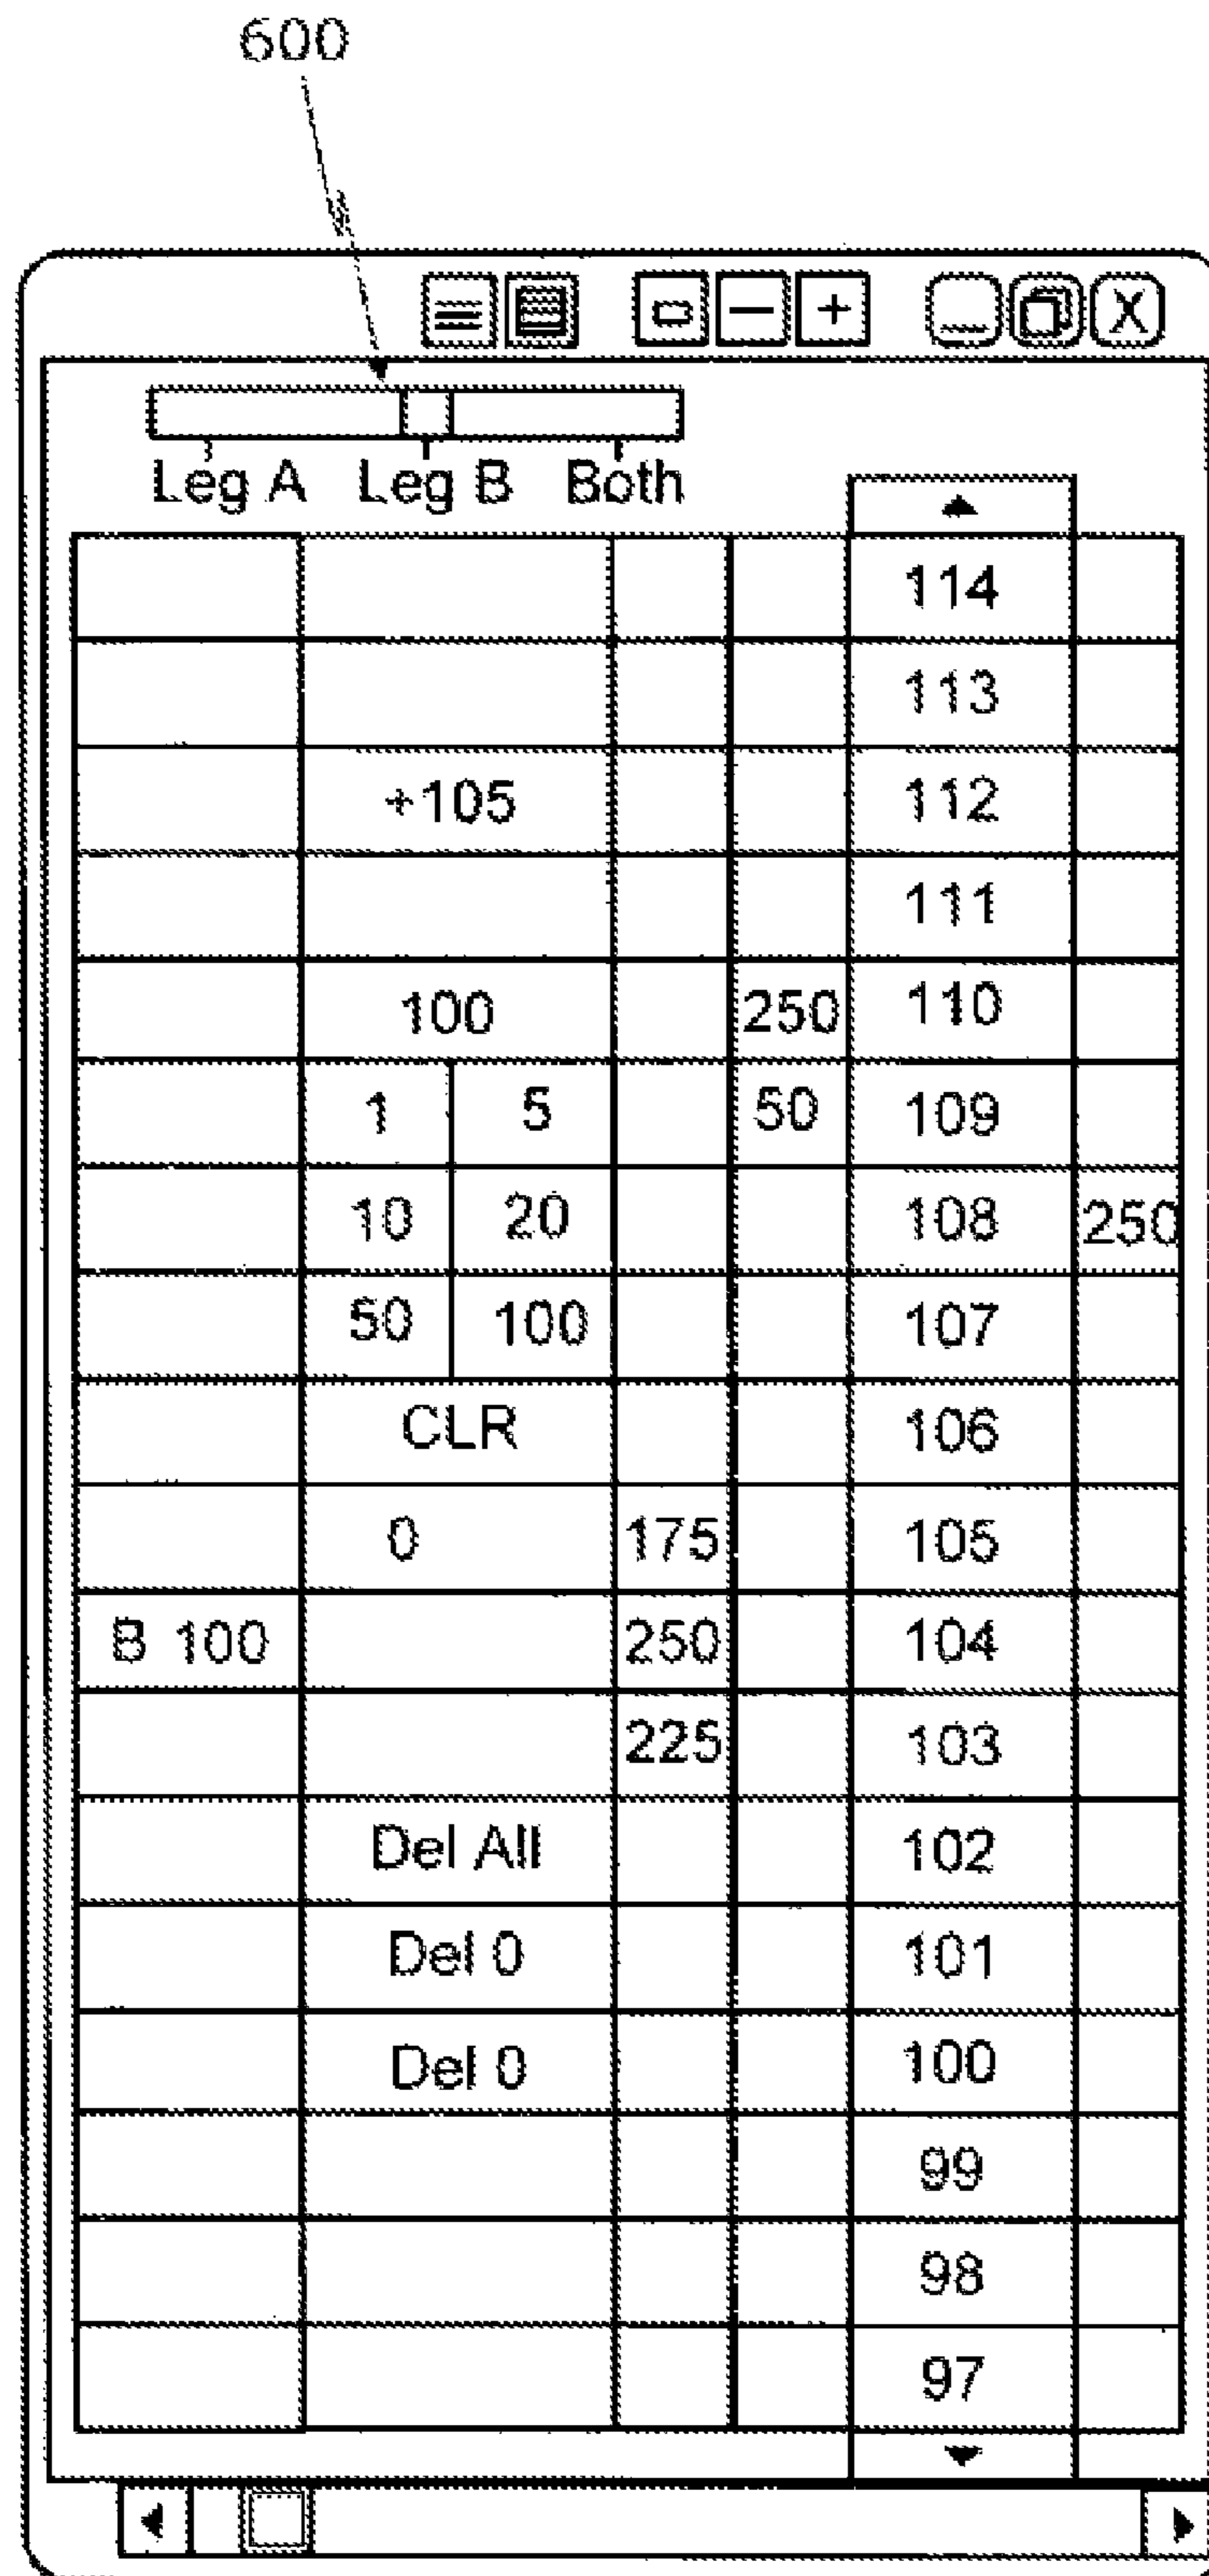 600
X
Leg A Leg B Both
114
113
+105 112
111
100 250 110
1 5 50 109
10 20 108 250
50 100 107
CLR 106
0 175 105
B 100 250 104
225 103
Del All 102
Del 0 101
Del 0 100
99
98
97